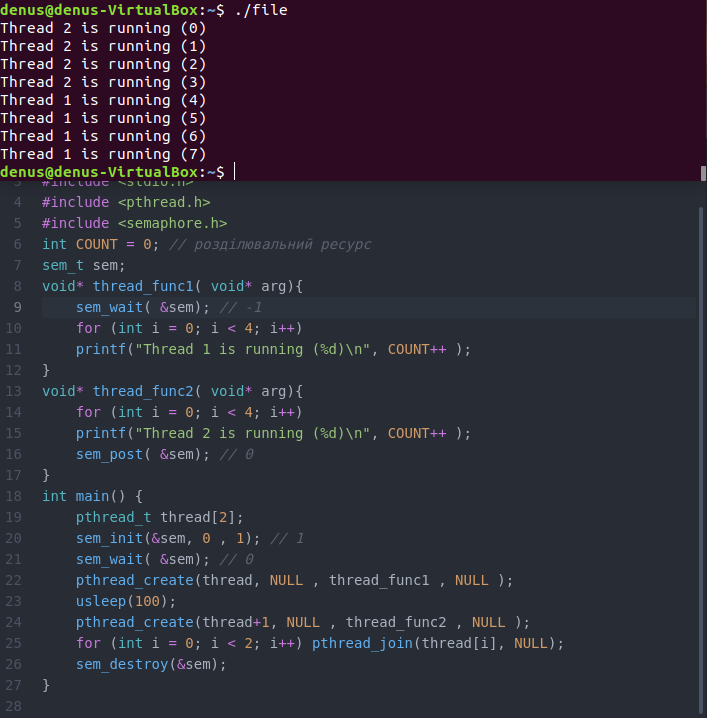 denus@denus-VirtualBox:~$ ./file
Thread 2 is running (0)
Thread 2 is running (1)
Thread 2 is running (2)
Thread 2 is running (3)
Thread 1 is running (4)
Thread 1 is running (5)
Thread 1 is running (6)
Thread 1 is running (7)
denus@denus-VirtualBox:~$
3 #include <stdio.h>
4 #include <pthread.h>
5 #include <semaphore.h>
6 int COUNT = 0; // розділювальний ресурс
7 sem_t sem;
8 void* thread_func1( void* arg){
9 sem_wait( &sem); // -1
10 for (int i = 0; i < 4; i++)
11 printf("Thread 1 is running (%d)\n", COUNT++ );
12 }
13 void* thread_func2( void* arg){
14 for (int i = 0; i < 4; i++)
15 printf("Thread 2 is running (%d)\n", COUNT++ );
16 sem_post( &sem); // 0
17 }
18 int main() {
19 pthread_t thread[2];
20 sem_init(&sem, 0 , 1); // 1
21 sem_wait( &sem); // 0
22 pthread_create(thread, NULL , thread_func1 , NULL );
23 usleep(100);
24 pthread_create(thread+1, NULL , thread_func2 , NULL );
25 for (int i = 0; i < 2; i++) pthread_join(thread[i], NULL);
26 sem_destroy(&sem);
27 }
28